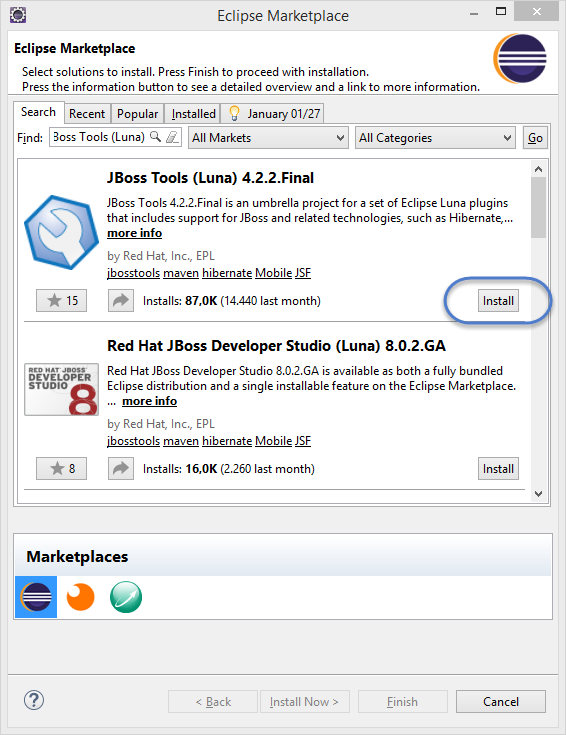 Eclipse Marketplace
Eclipse Marketplace
Select solutions to install. Press Finish to proceed with installation.
Press the information button to see a detailed overview and a link to more information.
Search Recent Popular Installed January 01/27
Find: Boss Tools (Luna) All Markets All Categories Go
JBoss Tools (Luna) 4.2.2.Final
JBoss Tools 4.2.2.Final is an umbrella project for a set of Eclipse Luna plugins
that includes support for JBoss and related technologies, such as Hibernate,...
more info
by Red Hat, Inc., EPL
jbosstools maven hibernate Mobile JSF
15 Installs: 87,0K (14.440 last month) Install
Red Hat JBoss Developer Studio (Luna) 8.0.2.GA
RED HAT JBOSS
DEVELOPER
STUDIO 8
Red Hat JBoss Developer Studio 8.0.2.GA is available as both a fully bundled
Eclipse distribution and a single installable feature on the Eclipse Marketplace.
... more info
by Red Hat, Inc., EPL
jbosstools maven hibernate Mobile JSF
8 Installs: 16,0K (2.260 last month) Install
Marketplaces
? < Back Install Now > Finish Cancel